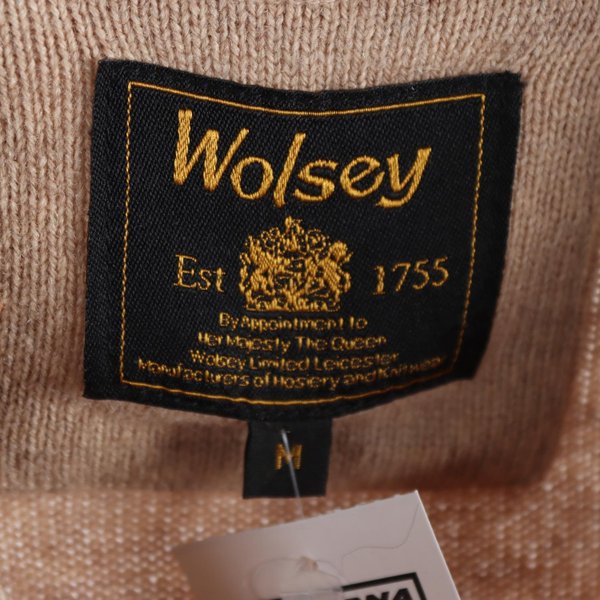 Wolsey
Est 1755
By Appointment to
Her Majesty The Queen
Wolsey Limited Leicester
Manufacturers of Hosiery and Knitwear
M